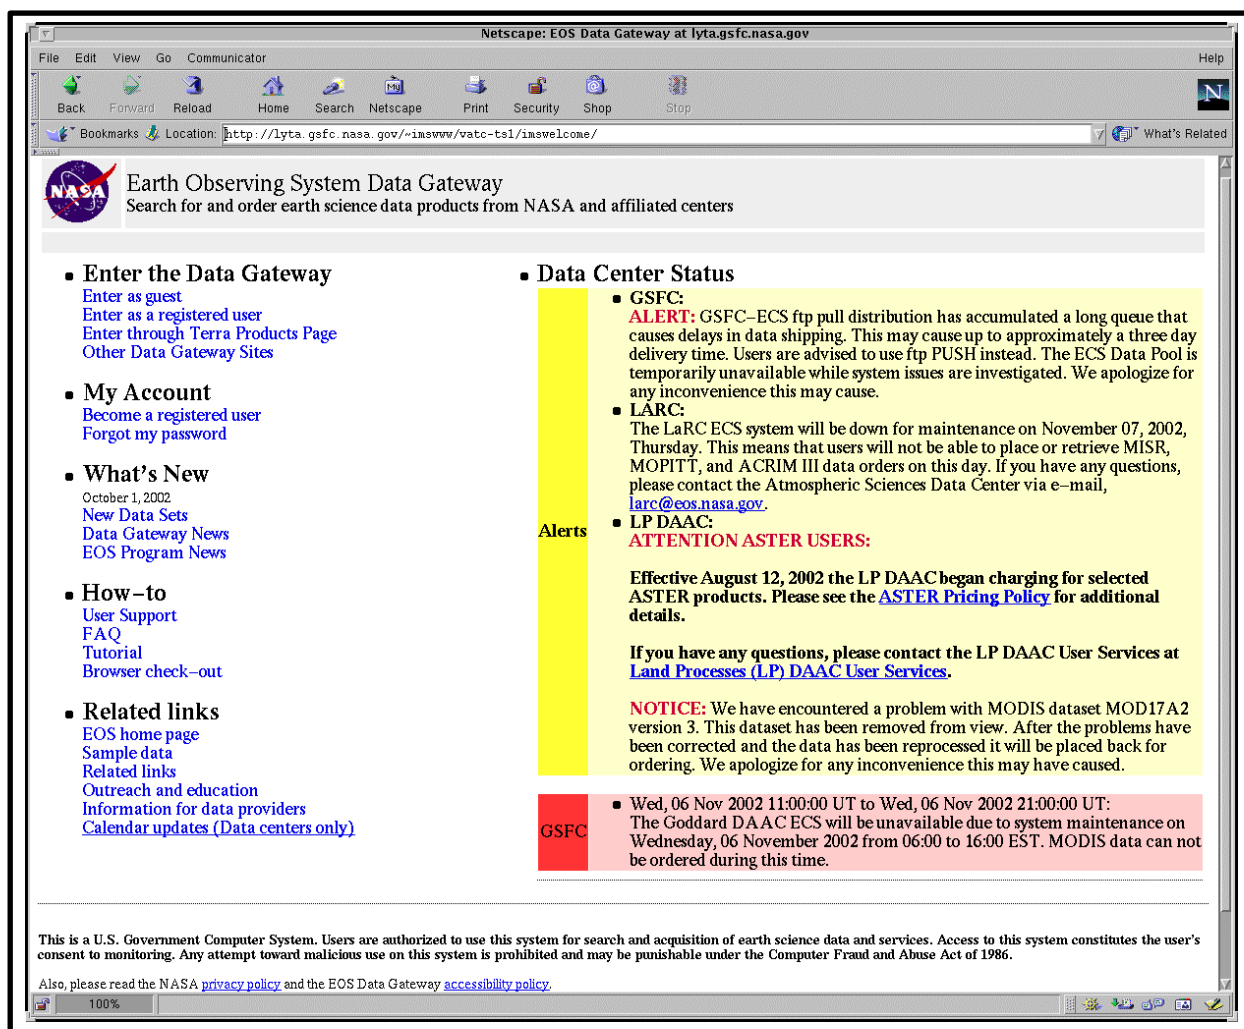 Netscape: EOS Data Gateway at lyta.gsfc.nasa.gov
File Edit View Go Communicator Help
Back Forward Reload Home Search Netscape Print Security Shop Stop
Bookmarks Location: http://lyta.gsfc.nasa.gov/~imswww/vatc-ts1/imswelcome/ What's Related
NASA
Earth Observing System Data Gateway
Search for and order earth science data products from NASA and affiliated centers
Enter the Data Gateway
Enter as guest
Enter as a registered user
Enter through Terra Products Page
Other Data Gateway Sites
My Account
Become a registered user
Forgot my password
What's New
October 1, 2002
New Data Sets
Data Gateway News
EOS Program News
How-to
User Support
FAQ
Tutorial
Browser check-out
Related links
EOS home page
Sample data
Related links
Outreach and education
Information for data providers
Calendar updates (Data centers only)
Data Center Status
Alerts
GSFC:
ALERT: GSFC-ECS ftp pull distribution has accumulated a long queue that
causes delays in data shipping. This may cause up to approximately a three day
delivery time. Users are advised to use ftp PUSH instead. The ECS Data Pool is
temporarily unavailable while system issues are investigated. We apologize for
any inconvenience this may cause.
LARC:
The LaRC ECS system will be down for maintenance on November 07, 2002,
Thursday. This means that users will not be able to place or retrieve MISR,
MOPITT, and ACRIM III data orders on this day. If you have any questions,
please contact the Atmospheric Sciences Data Center via e-mail,
larc@eos.nasa.gov.
LP DAAC:
ATTENTION ASTER USERS:
Effective August 12, 2002 the LP DAAC began charging for selected
ASTER products. Please see the ASTER Pricing Policy for additional
details.
If you have any questions, please contact the LP DAAC User Services at
Land Processes (LP) DAAC User Services.
NOTICE: We have encountered a problem with MODIS dataset MOD17A2
version 3. This dataset has been removed from view. After the problems have
been corrected and the data has been reprocessed it will be placed back for
ordering. We apologize for any inconvenience this may have caused.
GSFC
Wed, 06 Nov 2002 11:00:00 UT to Wed, 06 Nov 2002 21:00:00 UT:
The Goddard DAAC ECS will be unavailable due to system maintenance on
Wednesday, 06 November 2002 from 06:00 to 16:00 EST. MODIS data can not
be ordered during this time.
This is a U.S. Government Computer System. Users are authorized to use this system for search and acquisition of earth science data and services. Access to this system constitutes the user's
consent to monitoring. Any attempt toward malicious use on this system is prohibited and may be punishable under the Computer Fraud and Abuse Act of 1986.
Also, please read the NASA privacy policy and the EOS Data Gateway accessibility policy.
100%